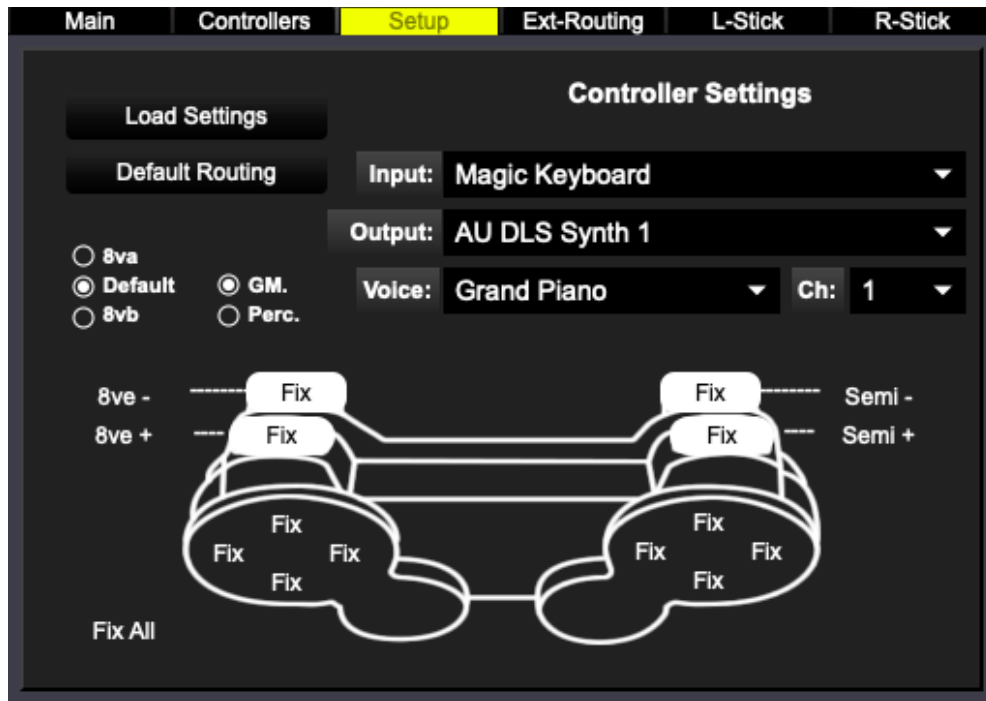 Main Controllers Setup Ext-Routing L-Stick R-Stick
Controller Settings
Load Settings
Default Routing
Input: Magic Keyboard
Output: AU DLS Synth 1
Voice: Grand Piano Ch: 1
8va
Default GM.
8vb Perc.
8ve - Fix Fix Semi -
8ve + Fix Fix Semi +
Fix Fix
Fix Fix Fix Fix
Fix Fix
Fix All